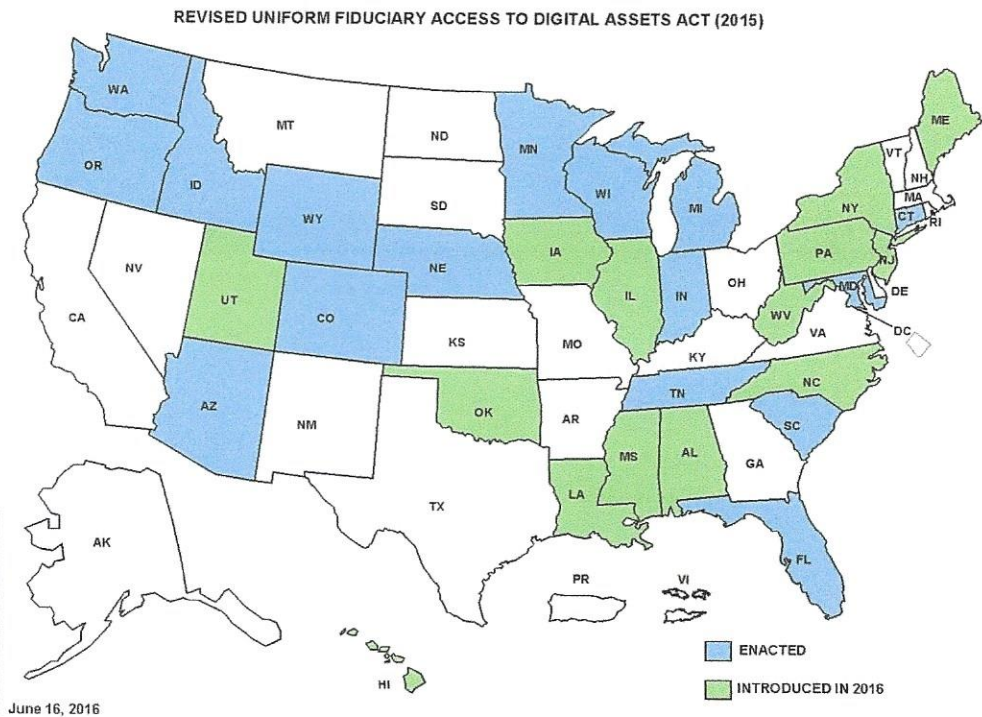 REVISED UNIFORM FIDUCIARY ACCESS TO DIGITAL ASSETS ACT (2015)
WA
MT
ND
MN
ME
VT
NH
OR
ID
SD
WI
MI
NY
MA
CT
RI
WY
IA
PA
NJ
NE
NV
UT
IL
IN
OH
MD
DE
CA
CO
WV
VA
DC
KS
MO
KY
NC
TN
AZ
NM
OK
AR
SC
MS
AL
GA
LA
TX
FL
AK
PR
VI
HI
ENACTED
INTRODUCED IN 2016
June 16, 2016